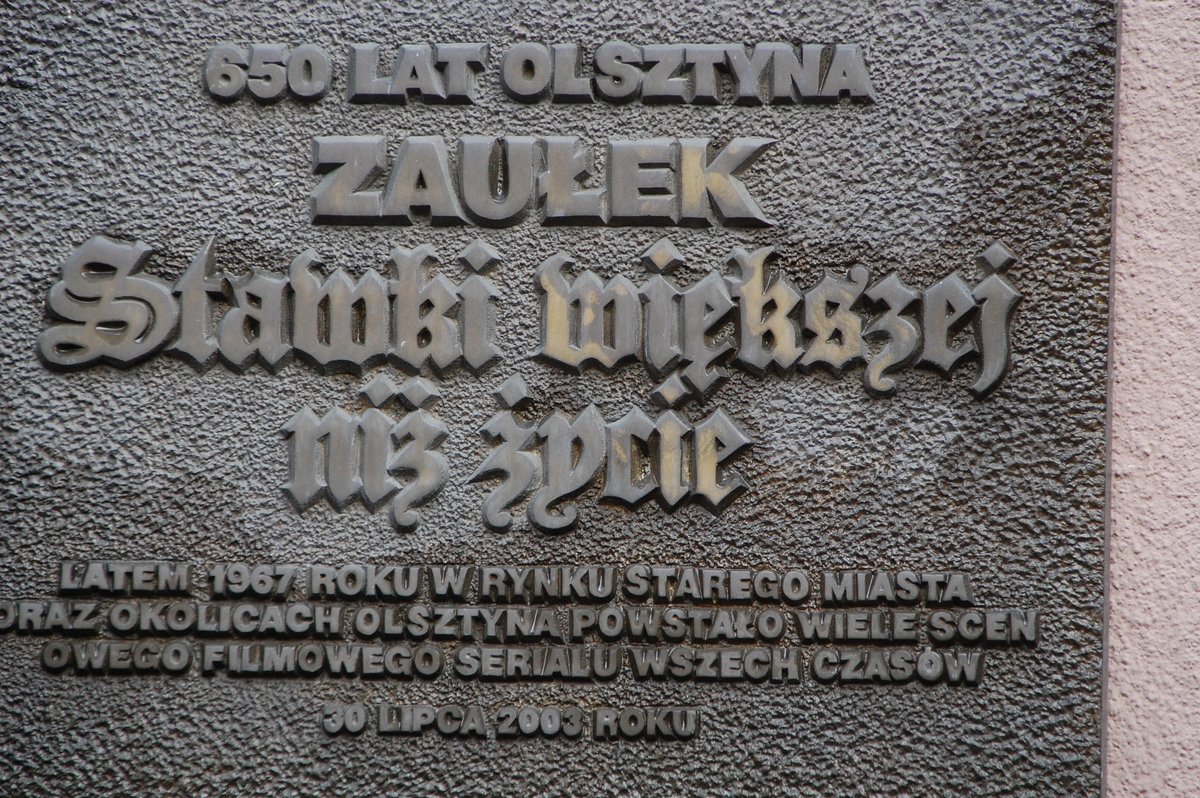 650 LAT OLSZTYNA
ZAUŁEK
Stawki większej
niż życie
LATEM 1967 ROKU W RYNKU STAREGO MIASTA
ORAZ OKOLICACH OLSZTYNA POWSTAŁO WIELE SCEN
OWEGO FILMOWEGO SERIALU WSZECH CZASÓW
30 LIPCA 2003 ROKU